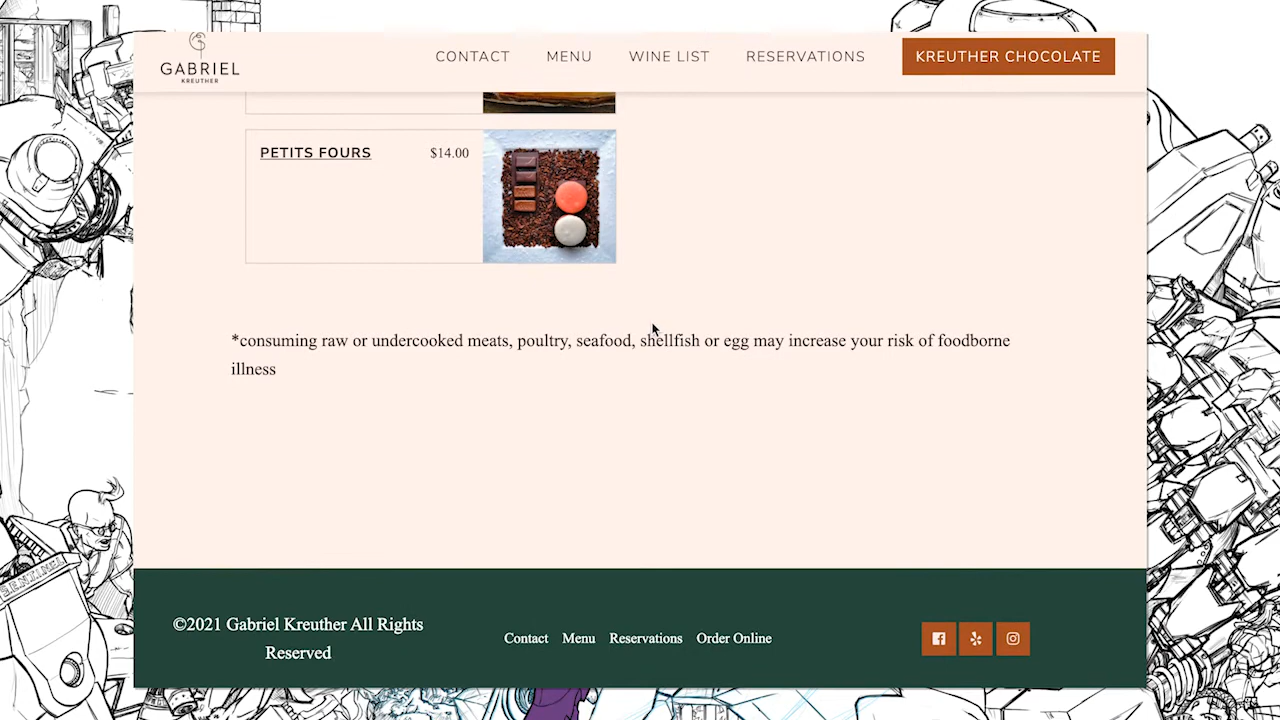 GABRIEL
KREUTHER
CONTACT MENU WINE LIST RESERVATIONS KREUTHER CHOCOLATE
PETITS FOURS $14.00
*consuming raw or undercooked meats, poultry, seafood, shellfish or egg may increase your risk of foodborne
illness
SENTINEL
©2021 Gabriel Kreuther All Rights
Reserved
Contact Menu Reservations Order Online